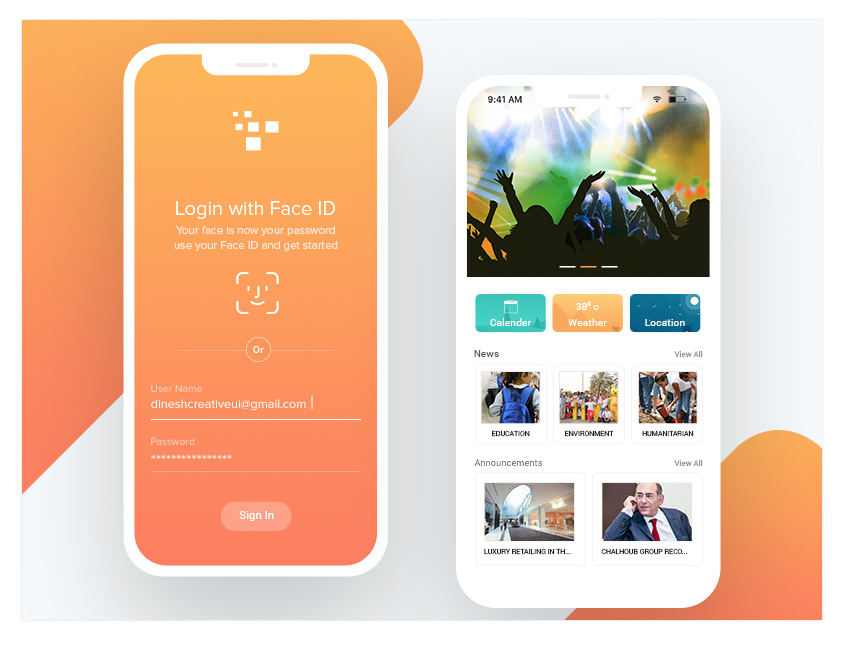 Login with Face ID
Your face is now your password
use your Face ID and get started
Or
User Name
dineshcreativeui@gmail.com
Password
****************
Sign In
9:41 AM
38⁰ c
Calender
Weather
Location
News
View All
EDUCATION
ENVIRONMENT
HUMANITARIAN
Announcements
View All
LUXURY RETAILING IN TH...
CHALHOUB GROUP RECO...